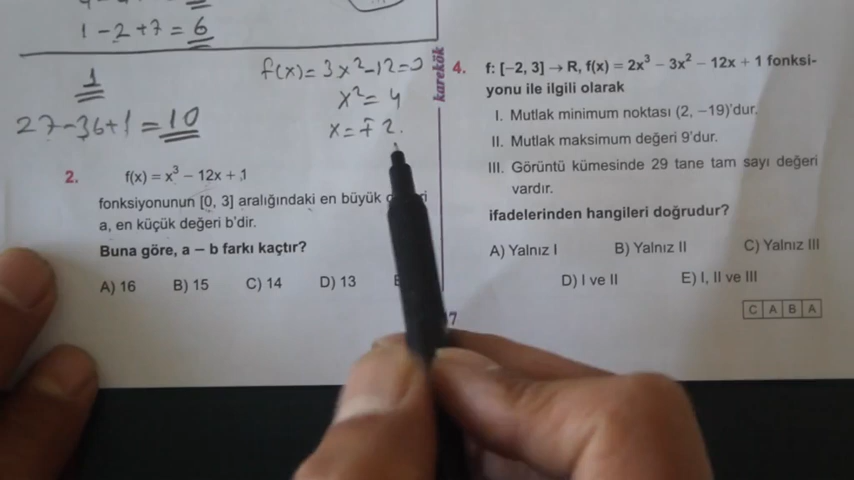 1 - 2 + 7 = 6
1
27 - 36 + 1 = 10
f(x) = 3x² - 12 = 0
x² = 4
x = ∓ 2.
2. f(x) = x³ − 12x + 1
fonksiyonunun [0, 3] aralığındaki en büyük
a, en küçük değeri b'dir.
Buna göre, a − b farkı kaçtır?
A) 16 B) 15 C) 14 D) 13
karekök
4. f: [−2, 3] → R, f(x) = 2x³ − 3x² − 12x + 1 fonksi-
yonu ile ilgili olarak
I. Mutlak minimum noktası (2, −19)'dur.
II. Mutlak maksimum değeri 9'dur.
III. Görüntü kümesinde 29 tane tam sayı değeri
vardır.
ifadelerinden hangileri doğrudur?
A) Yalnız I B) Yalnız II C) Yalnız III
D) I ve II E) I, II ve III
C A B A